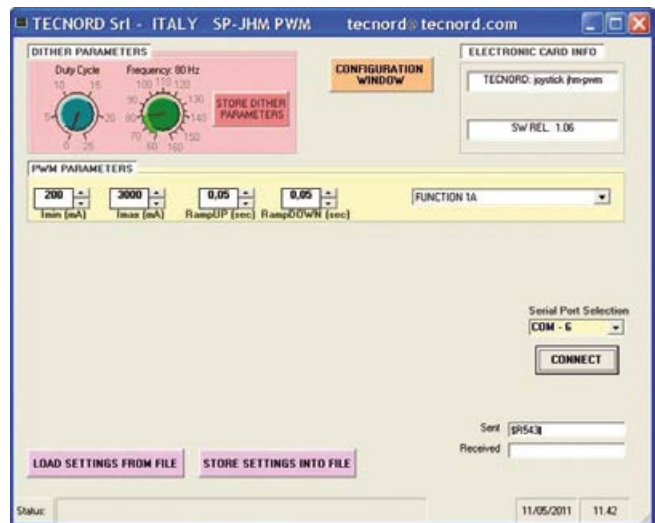 TECNORD Srl - ITALY SP-JHM PWM tecnord@tecnord.com
DITHER PARAMETERS
Duty Cycle
10 15
5 20
0 25
Frequency: 80 Hz
100 110 120
90 130
80 140
70 150
60 160
STORE DITHER
PARAMETERS
CONFIGURATION
WINDOW
ELECTRONIC CARD INFO
TECNORD: joystick jhm-pwm
SW REL. 1.06
PWM PARAMETERS
200 3000 0,05 0,05 FUNCTION 1A
Imin (mA) Imax (mA) RampUP (sec) RampDOWN (sec)
Serial Port Selection
COM - 6
CONNECT
Sent
Received
LOAD SETTINGS FROM FILE STORE SETTINGS INTO FILE
Status: 11/05/2011 11.42